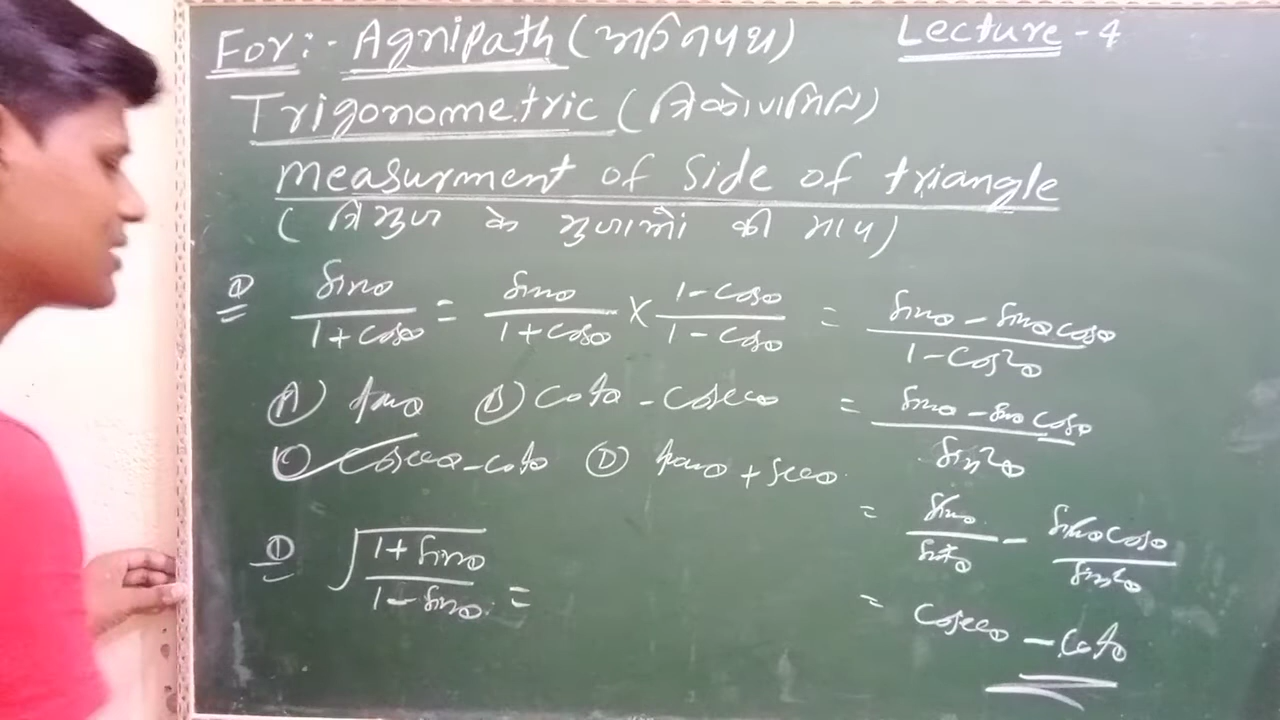 For:- Agnipath (अग्निपथ) Lecture-4
Trigonometric (त्रिकोणमिति)
measurment of side of triangle
(त्रिभुज के भुजाओं की माप)
Q sinθ/(1+cosθ) = sinθ/(1+cosθ) × (1-cosθ)/(1-cosθ) = (sinθ - sinθcosθ)/(1-cos²θ)
A) tanθ B) cotθ - cosecθ = (sinθ - sinθcosθ)/sin²θ
C) cosecθ - cotθ D) tanθ + secθ
= sinθ/sin²θ - sinθcosθ/sin²θ
Q √((1+sinθ)/(1-sinθ)) =
= cosecθ - cotθ